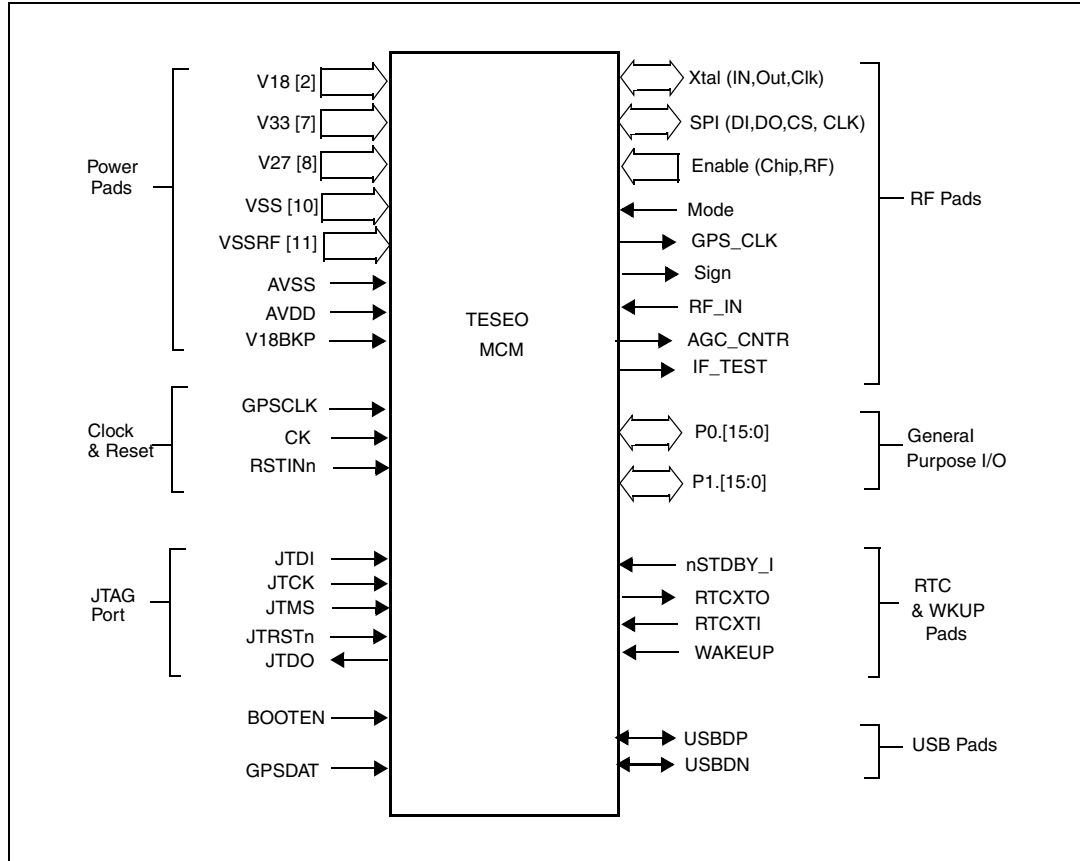 Power
Pads
V18 [2]
V33 [7]
V27 [8]
VSS [10]
VSSRF [11]
AVSS
AVDD
V18BKP
Clock
& Reset
GPSCLK
CK
RSTINn
JTAG
Port
JTDI
JTCK
JTMS
JTRSTn
JTDO
BOOTEN
GPSDAT
TESEO
MCM
Xtal (IN,Out,Clk)
SPI (DI,DO,CS, CLK)
Enable (Chip,RF)
Mode
GPS_CLK
Sign
RF_IN
AGC_CNTR
IF_TEST
RF Pads
P0.[15:0]
P1.[15:0]
General
Purpose I/O
nSTDBY_I
RTCXTO
RTCXTI
WAKEUP
RTC
& WKUP
Pads
USBDP
USBDN
USB Pads